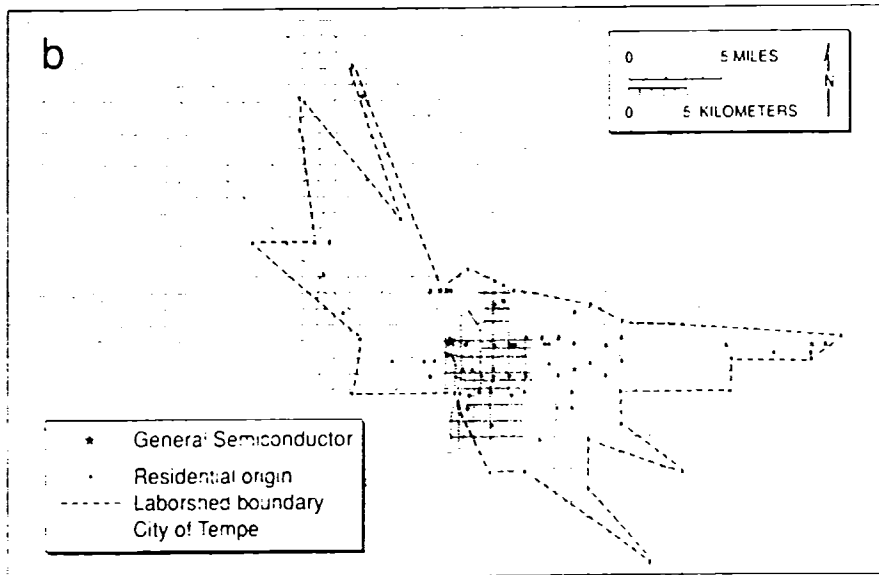 b
0 5 MILES
N
0 5 KILOMETERS
General Semiconductor
Residential origin
Laborshed boundary
City of Tempe